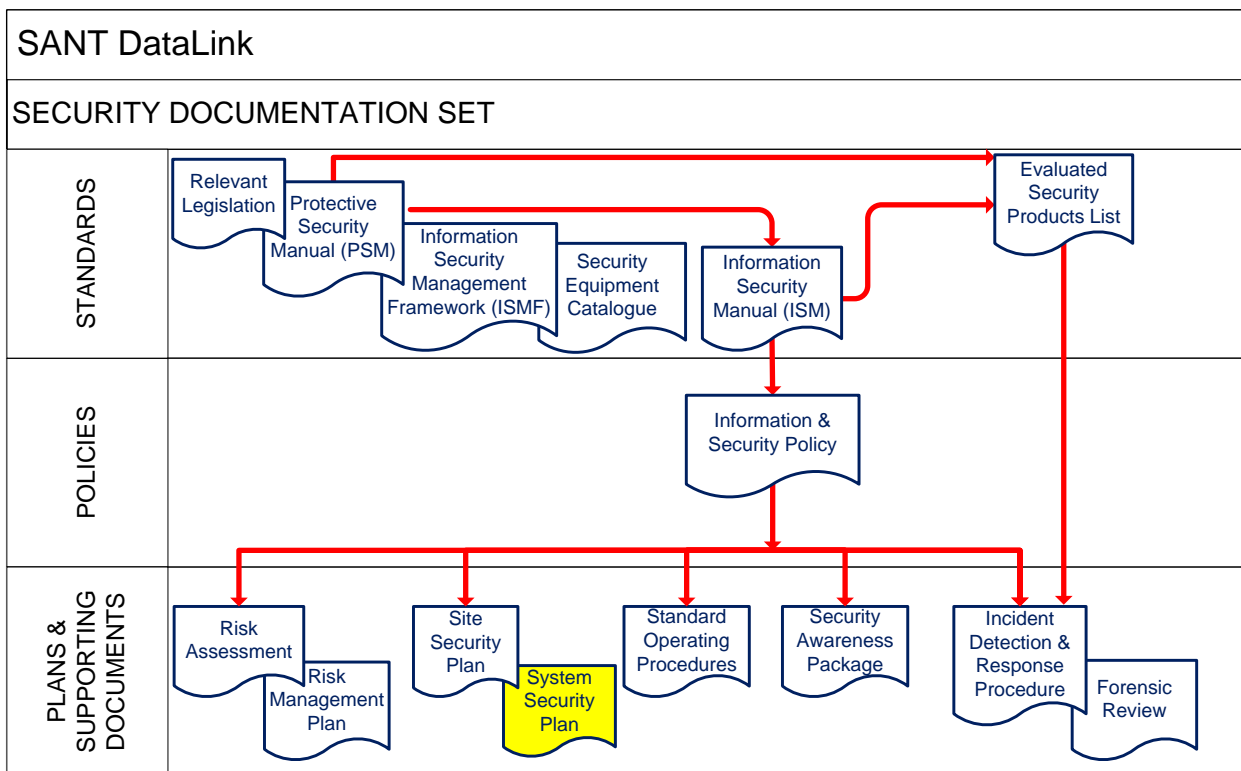 SANT DataLink
SECURITY DOCUMENTATION SET
STANDARDS
Relevant
Legislation
Protective
Security
Manual (PSM)
Information
Security
Management
Framework (ISMF)
Security
Equipment
Catalogue
Information
Security
Manual (ISM)
Evaluated
Security
Products List
POLICIES
Information &
Security Policy
PLANS &
SUPPORTING
DOCUMENTS
Risk
Assessment
Risk
Management
Plan
Site
Security
Plan
System
Security
Plan
Standard
Operating
Procedures
Security
Awareness
Package
Incident
Detection &
Response
Procedure
Forensic
Review